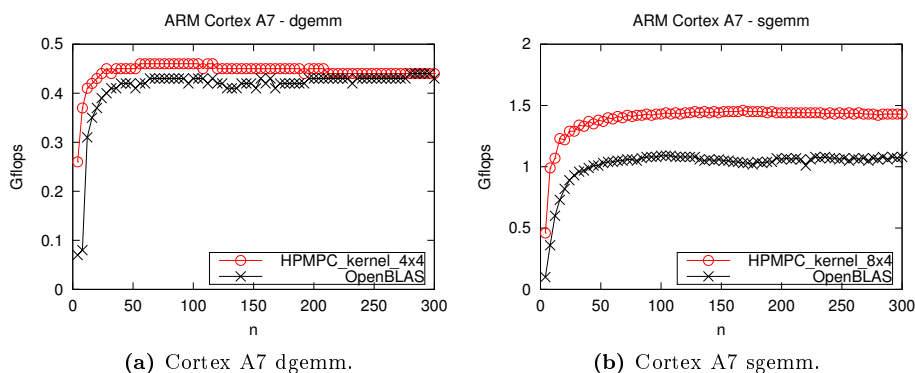 ARM Cortex A7 - dgemm
0.5
0.4
0.3
0.2
0.1
0
Gflops
HPMPC_kernel_4x4
OpenBLAS
0 50 100 150 200 250 300
n
(a) Cortex A7 dgemm.
ARM Cortex A7 - sgemm
2
1.5
1
0.5
0
Gflops
HPMPC_kernel_8x4
OpenBLAS
0 50 100 150 200 250 300
n
(b) Cortex A7 sgemm.